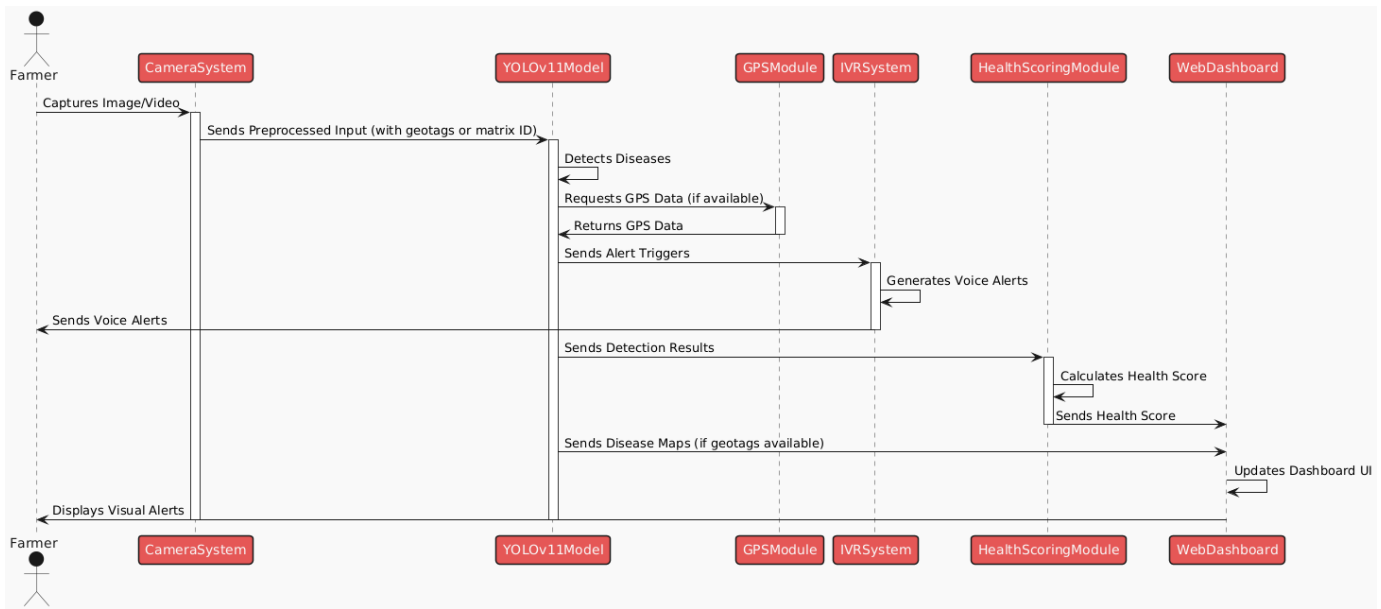 Farmer
CameraSystem
YOLOv11Model
GPSModule
IVRSystem
HealthScoringModule
WebDashboard
Captures Image/Video
Sends Preprocessed Input (with geotags or matrix ID)
Detects Diseases
Requests GPS Data (if available)
Returns GPS Data
Sends Alert Triggers
Generates Voice Alerts
Sends Voice Alerts
Sends Detection Results
Calculates Health Score
Sends Health Score
Sends Disease Maps (if geotags available)
Updates Dashboard UI
Displays Visual Alerts
Farmer
CameraSystem
YOLOv11Model
GPSModule
IVRSystem
HealthScoringModule
WebDashboard